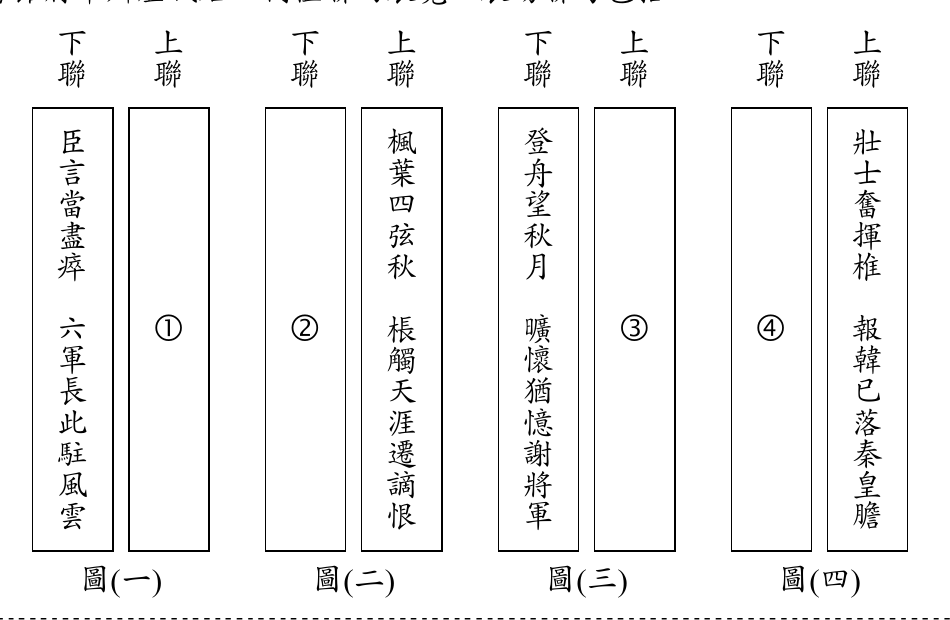 上聯
壯士奮揮椎　報韓已落秦皇膽
下聯
④
圖(四)
上聯
③
下聯
登舟望秋月　曠懷猶憶謝將軍
圖(三)
上聯
楓葉四弦秋　棖觸天涯遷謫恨
下聯
②
圖(二)
上聯
①
下聯
臣言當盡瘁　六軍長此駐風雲
圖(一)